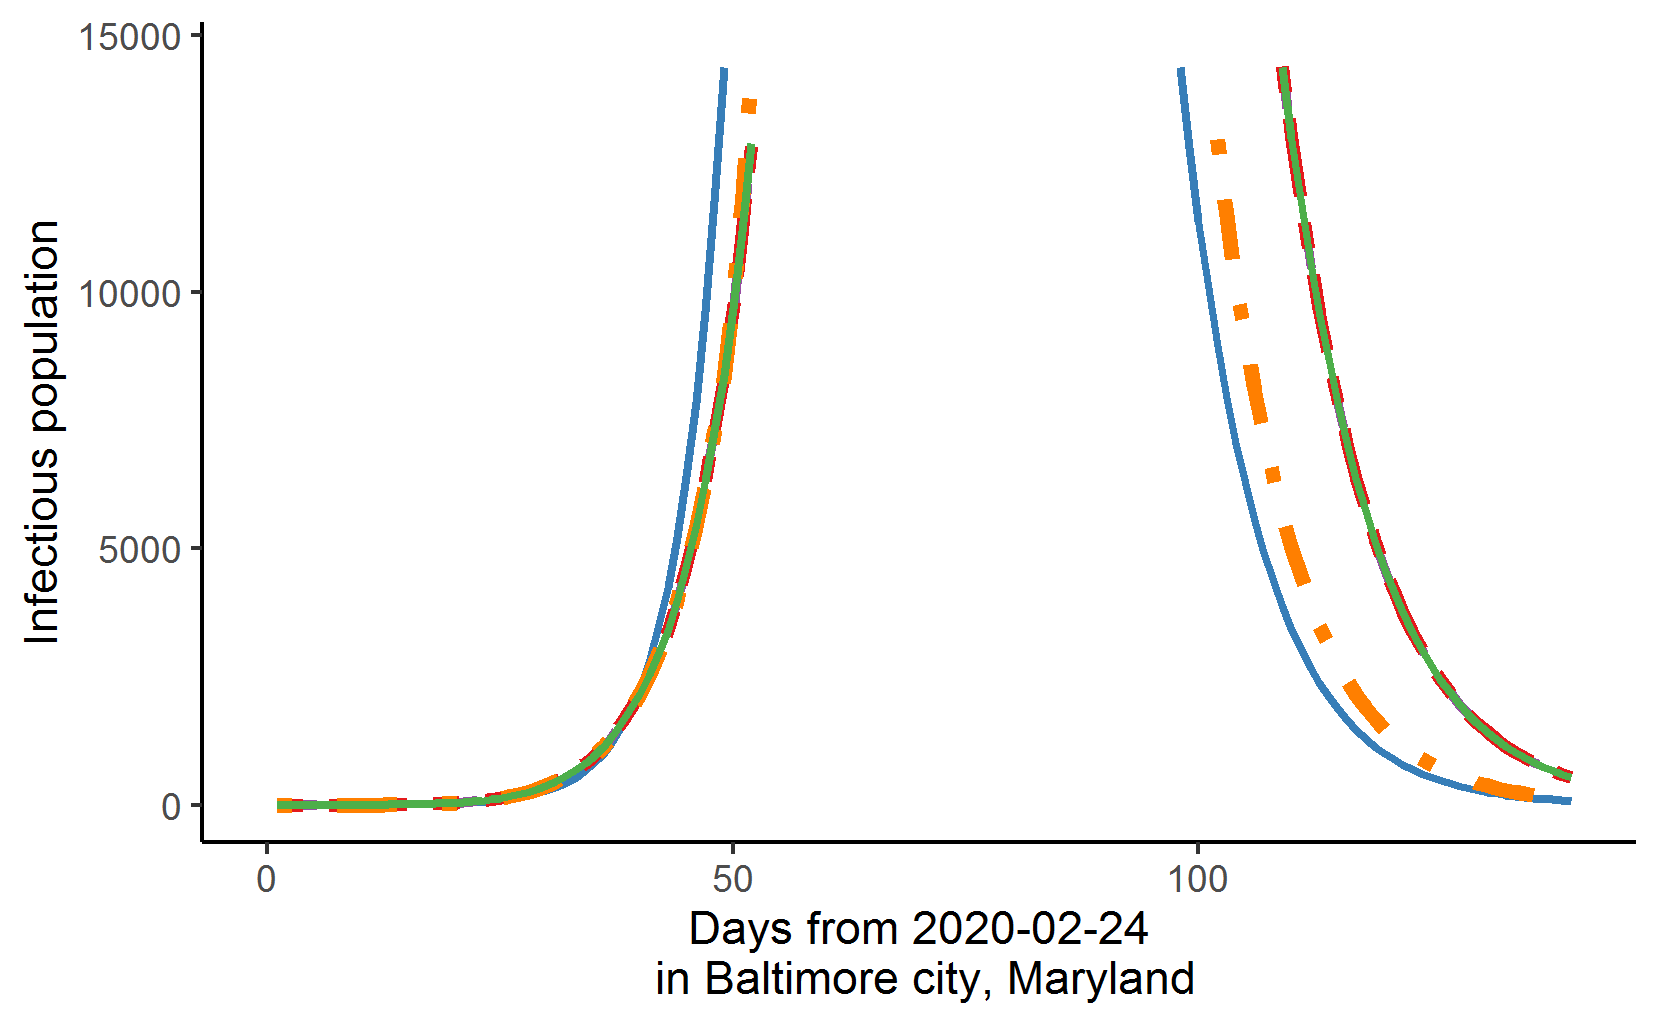 15000
10000
5000
0
Infectious population
0 50 100
Days from 2020-02-24
in Baltimore city, Maryland